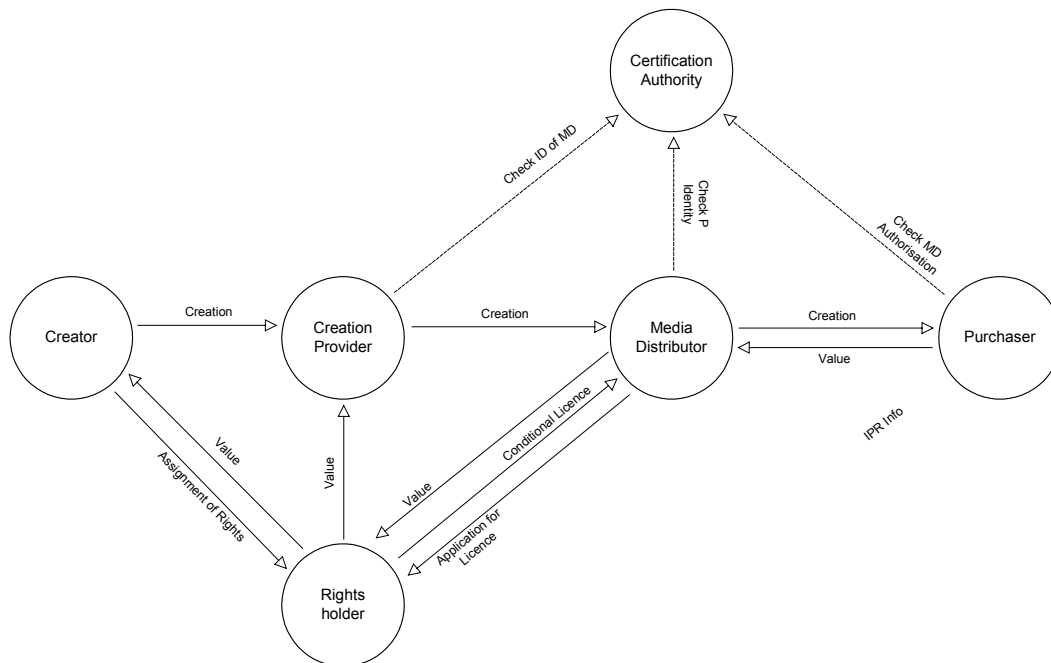 Certification
Authority
Check ID of MD
Check P
Identity
Check MD
Authorisation
Creator
Creation
Creation
Provider
Creation
Media
Distributor
Creation
Value
Purchaser
IPR Info
Value
Assignment of Rights
Value
Value
Conditional Licence
Application for
Licence
Rights
holder